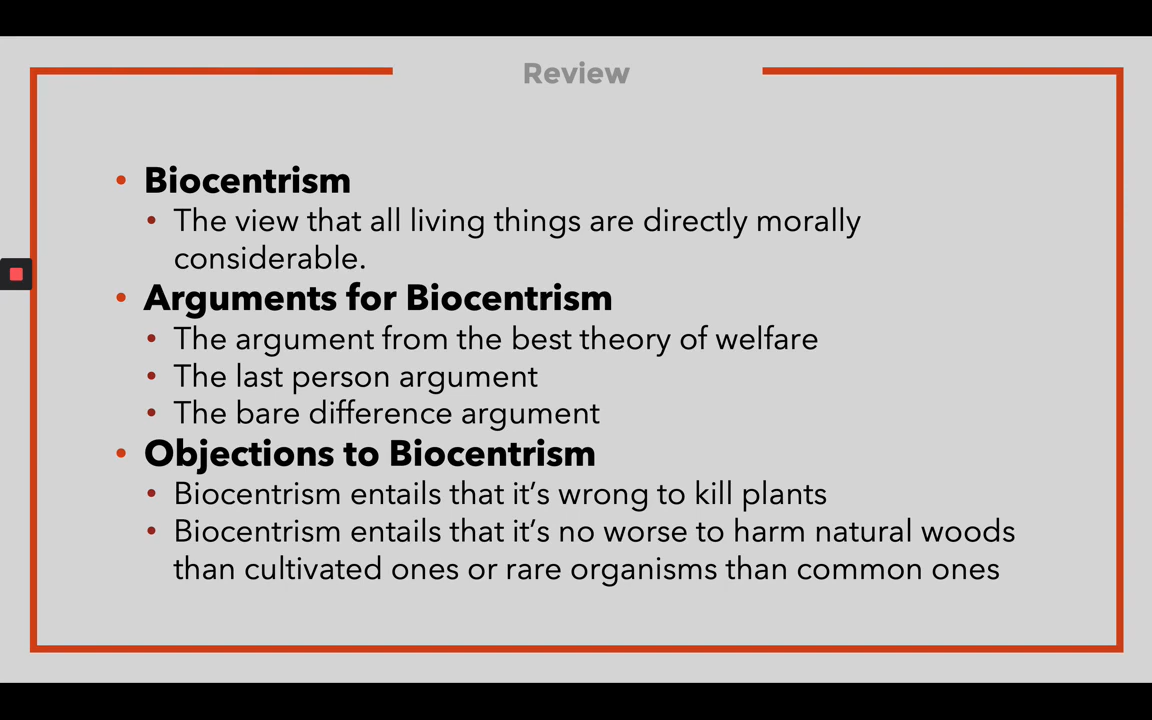 Review
• Biocentrism
• The view that all living things are directly morally
considerable.
• Arguments for Biocentrism
• The argument from the best theory of welfare
• The last person argument
• The bare difference argument
• Objections to Biocentrism
• Biocentrism entails that it’s wrong to kill plants
• Biocentrism entails that it’s no worse to harm natural woods
than cultivated ones or rare organisms than common ones